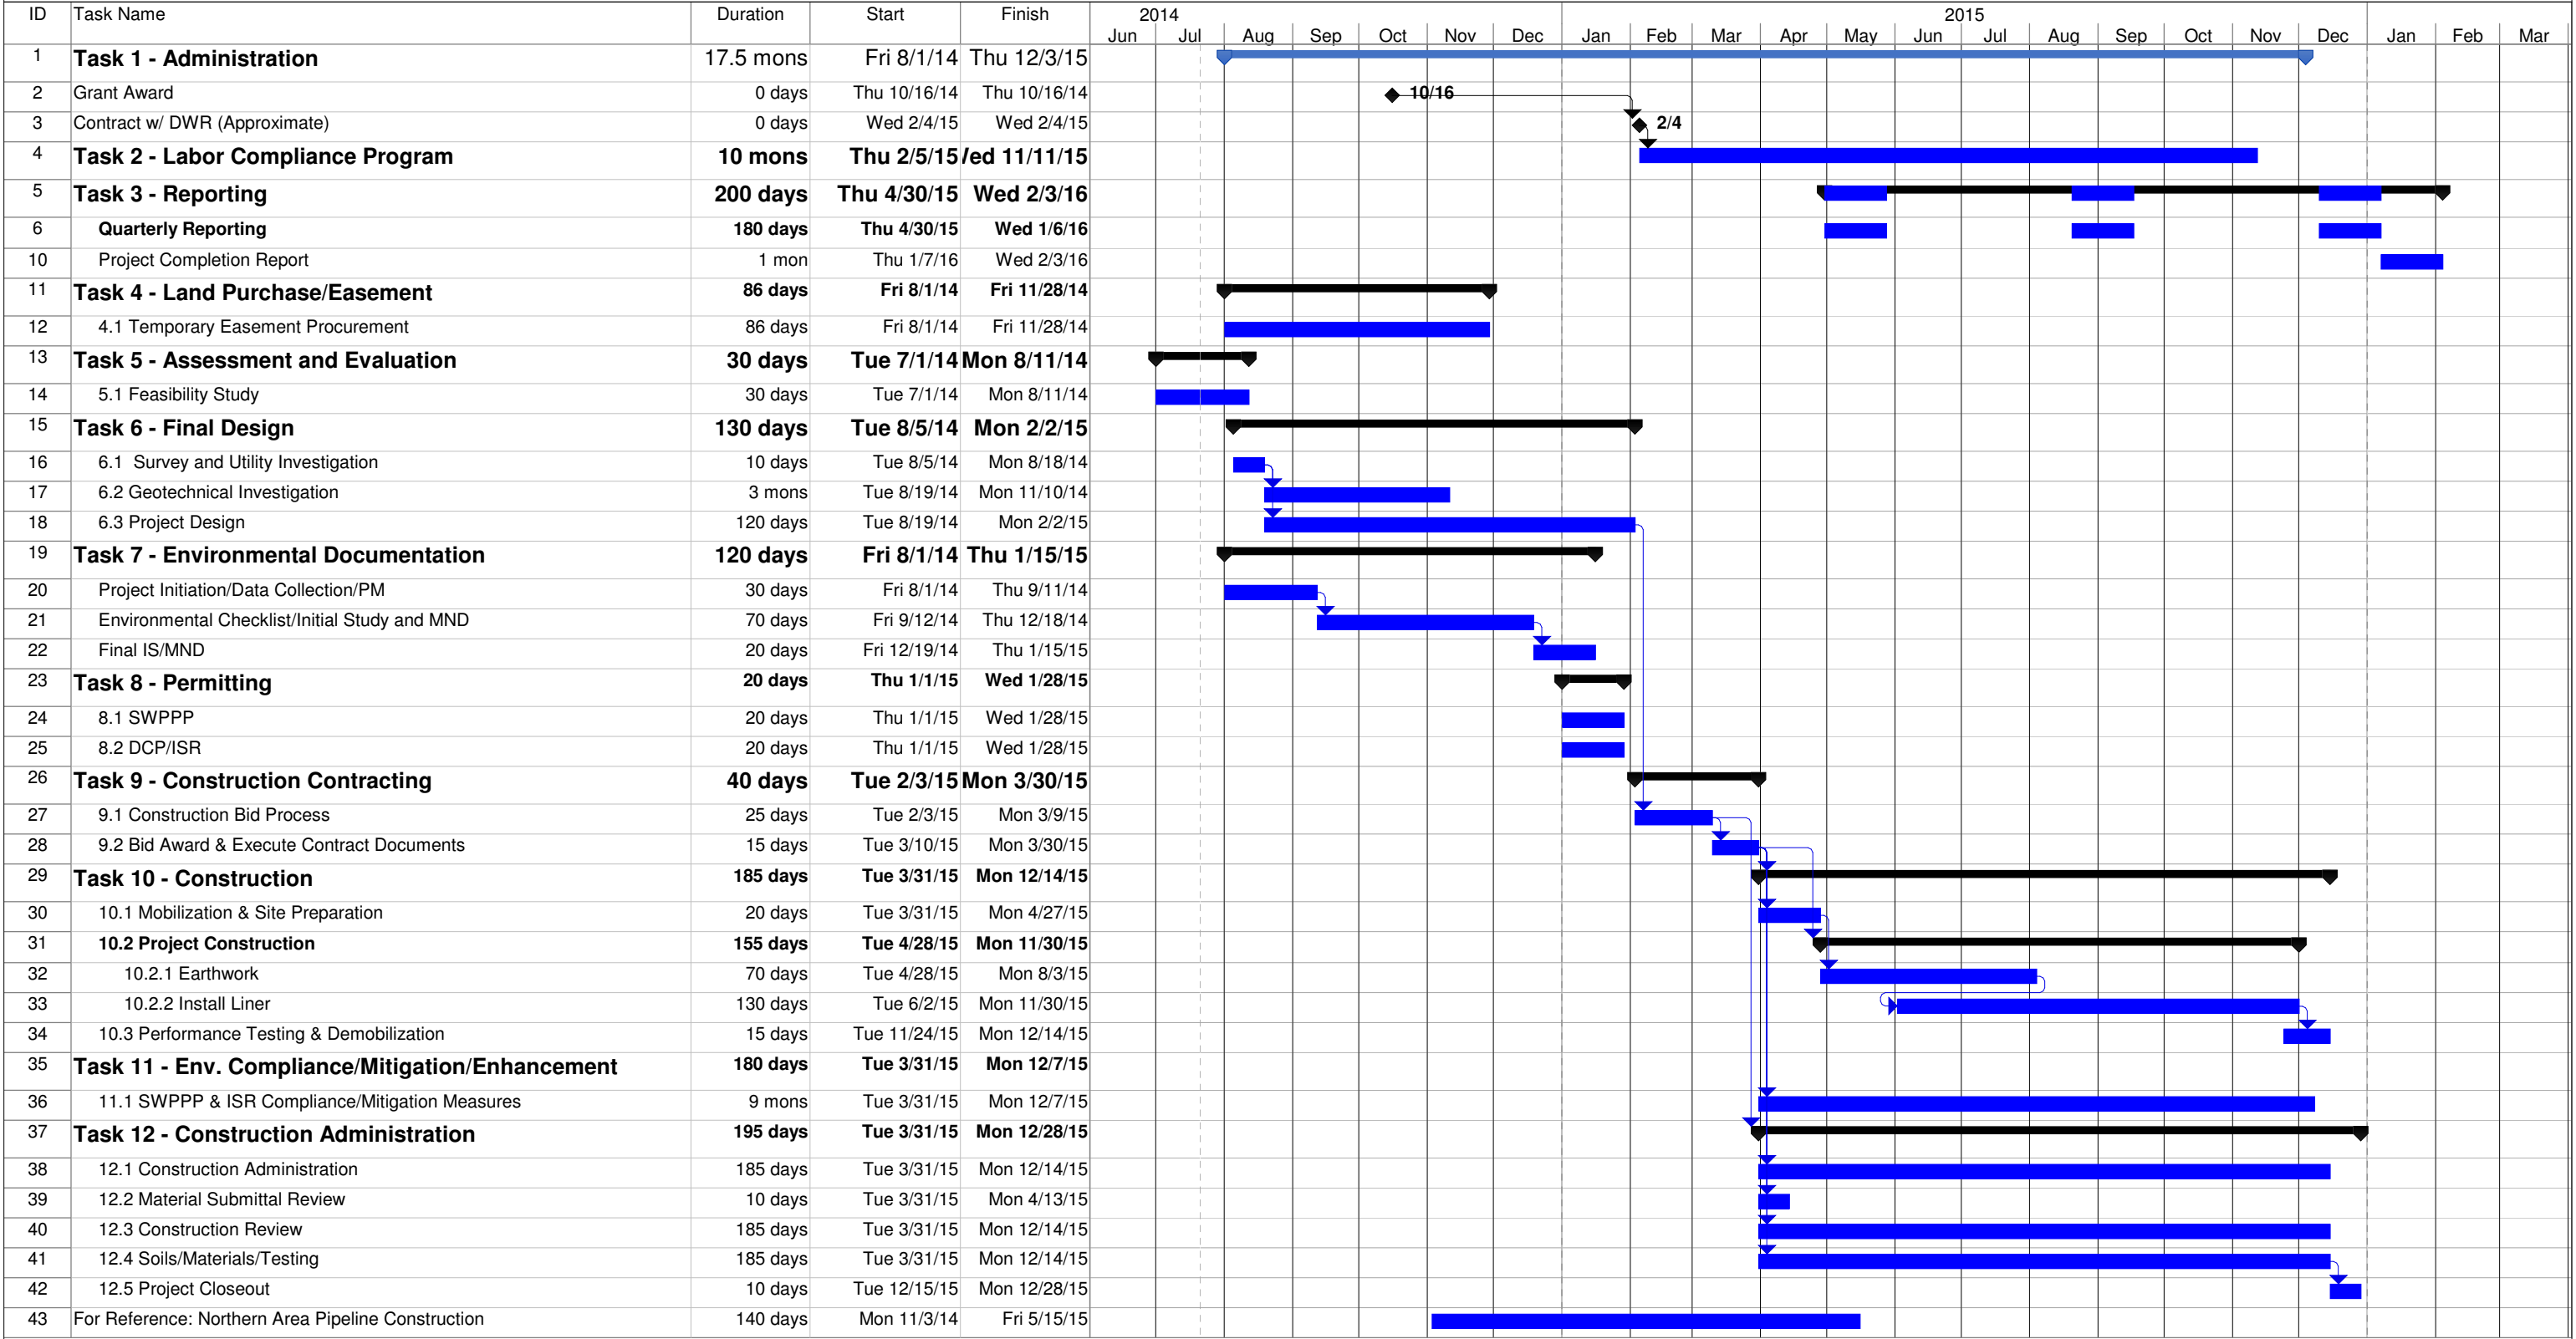 ID Task Name Duration Start Finish 2014 2015
Jun Jul Aug Sep Oct Nov Dec Jan Feb Mar Apr May Jun Jul Aug Sep Oct Nov Dec Jan Feb Mar
1 Task 1 - Administration 17.5 mons Fri 8/1/14 Thu 12/3/15
2 Grant Award 0 days Thu 10/16/14 Thu 10/16/14 10/16
3 Contract w/ DWR (Approximate) 0 days Wed 2/4/15 Wed 2/4/15 2/4
4 Task 2 - Labor Compliance Program 10 mons Thu 2/5/15 /ed 11/11/15
5 Task 3 - Reporting 200 days Thu 4/30/15 Wed 2/3/16
6 Quarterly Reporting 180 days Thu 4/30/15 Wed 1/6/16
10 Project Completion Report 1 mon Thu 1/7/16 Wed 2/3/16
11 Task 4 - Land Purchase/Easement 86 days Fri 8/1/14 Fri 11/28/14
12 4.1 Temporary Easement Procurement 86 days Fri 8/1/14 Fri 11/28/14
13 Task 5 - Assessment and Evaluation 30 days Tue 7/1/14 Mon 8/11/14
14 5.1 Feasibility Study 30 days Tue 7/1/14 Mon 8/11/14
15 Task 6 - Final Design 130 days Tue 8/5/14 Mon 2/2/15
16 6.1 Survey and Utility Investigation 10 days Tue 8/5/14 Mon 8/18/14
17 6.2 Geotechnical Investigation 3 mons Tue 8/19/14 Mon 11/10/14
18 6.3 Project Design 120 days Tue 8/19/14 Mon 2/2/15
19 Task 7 - Environmental Documentation 120 days Fri 8/1/14 Thu 1/15/15
20 Project Initiation/Data Collection/PM 30 days Fri 8/1/14 Thu 9/11/14
21 Environmental Checklist/Initial Study and MND 70 days Fri 9/12/14 Thu 12/18/14
22 Final IS/MND 20 days Fri 12/19/14 Thu 1/15/15
23 Task 8 - Permitting 20 days Thu 1/1/15 Wed 1/28/15
24 8.1 SWPPP 20 days Thu 1/1/15 Wed 1/28/15
25 8.2 DCP/ISR 20 days Thu 1/1/15 Wed 1/28/15
26 Task 9 - Construction Contracting 40 days Tue 2/3/15 Mon 3/30/15
27 9.1 Construction Bid Process 25 days Tue 2/3/15 Mon 3/9/15
28 9.2 Bid Award & Execute Contract Documents 15 days Tue 3/10/15 Mon 3/30/15
29 Task 10 - Construction 185 days Tue 3/31/15 Mon 12/14/15
30 10.1 Mobilization & Site Preparation 20 days Tue 3/31/15 Mon 4/27/15
31 10.2 Project Construction 155 days Tue 4/28/15 Mon 11/30/15
32 10.2.1 Earthwork 70 days Tue 4/28/15 Mon 8/3/15
33 10.2.2 Install Liner 130 days Tue 6/2/15 Mon 11/30/15
34 10.3 Performance Testing & Demobilization 15 days Tue 11/24/15 Mon 12/14/15
35 Task 11 - Env. Compliance/Mitigation/Enhancement 180 days Tue 3/31/15 Mon 12/7/15
36 11.1 SWPPP & ISR Compliance/Mitigation Measures 9 mons Tue 3/31/15 Mon 12/7/15
37 Task 12 - Construction Administration 195 days Tue 3/31/15 Mon 12/28/15
38 12.1 Construction Administration 185 days Tue 3/31/15 Mon 12/14/15
39 12.2 Material Submittal Review 10 days Tue 3/31/15 Mon 4/13/15
40 12.3 Construction Review 185 days Tue 3/31/15 Mon 12/14/15
41 12.4 Soils/Materials/Testing 185 days Tue 3/31/15 Mon 12/14/15
42 12.5 Project Closeout 10 days Tue 12/15/15 Mon 12/28/15
43 For Reference: Northern Area Pipeline Construction 140 days Mon 11/3/14 Fri 5/15/15